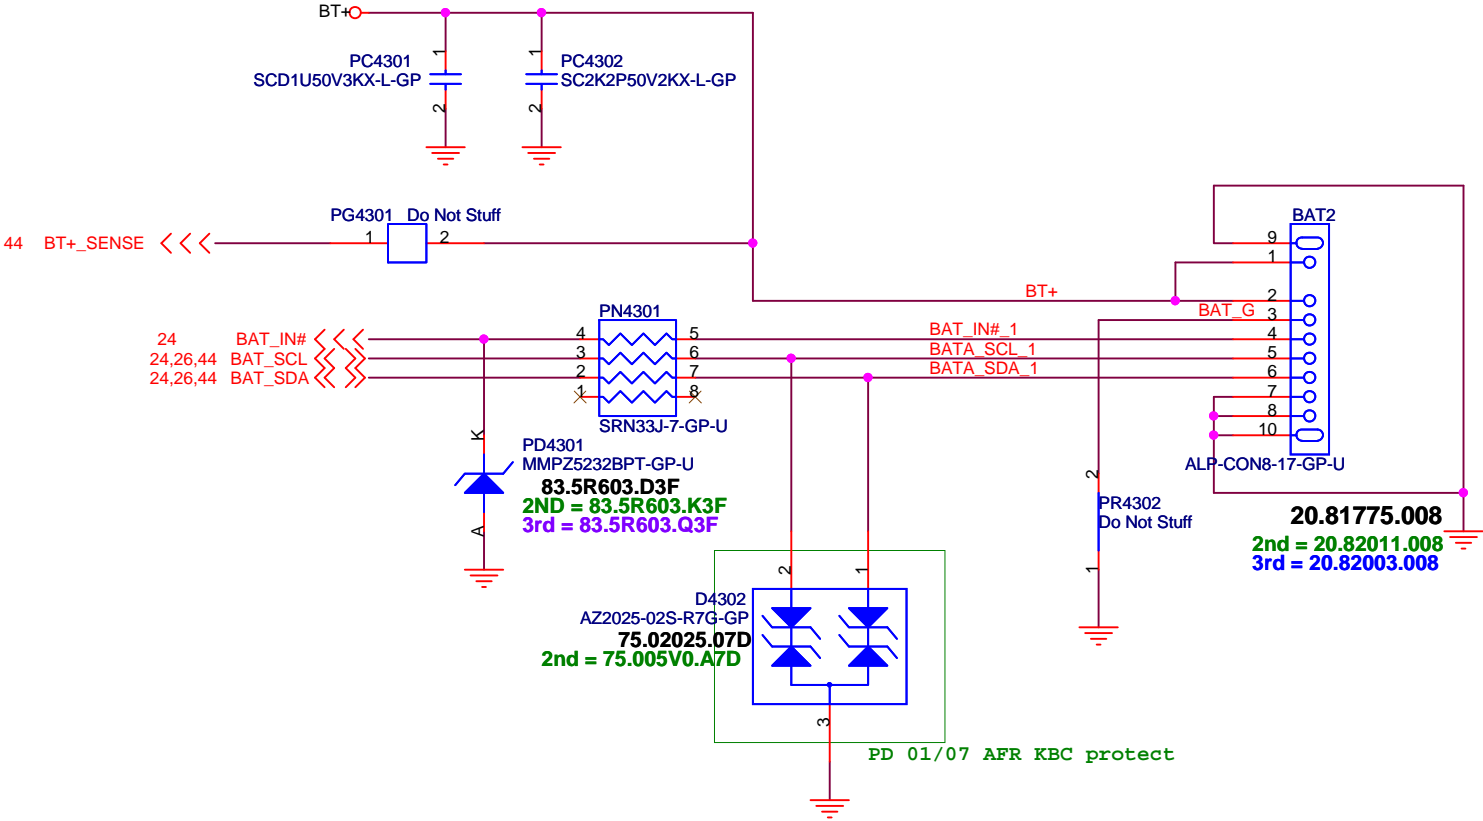 BT+
PC4301
SCD1U50V3KX-L-GP
1
2
PC4302
SC2K2P50V2KX-L-GP
1
2
44 BT+_SENSE
PG4301 Do Not Stuff
1
2
BAT2
9
1
2
3
4
5
6
7
8
10
BT+
BAT_G
PN4301
24 BAT_IN#
24,26,44 BAT_SCL
24,26,44 BAT_SDA
4
3
2
1
5
6
7
8
BAT_IN#_1
BATA_SCL_1
BATA_SDA_1
SRN33J-7-GP-U
K
A
PD4301
MMPZ5232BPT-GP-U
83.5R603.D3F
2ND = 83.5R603.K3F
3rd = 83.5R603.Q3F
ALP-CON8-17-GP-U
20.81775.008
2nd = 20.82011.008
3rd = 20.82003.008
2
PR4302
Do Not Stuff
1
2
1
D4302
AZ2025-02S-R7G-GP
75.02025.07D
2nd = 75.005V0.A7D
3
PD 01/07 AFR KBC protect